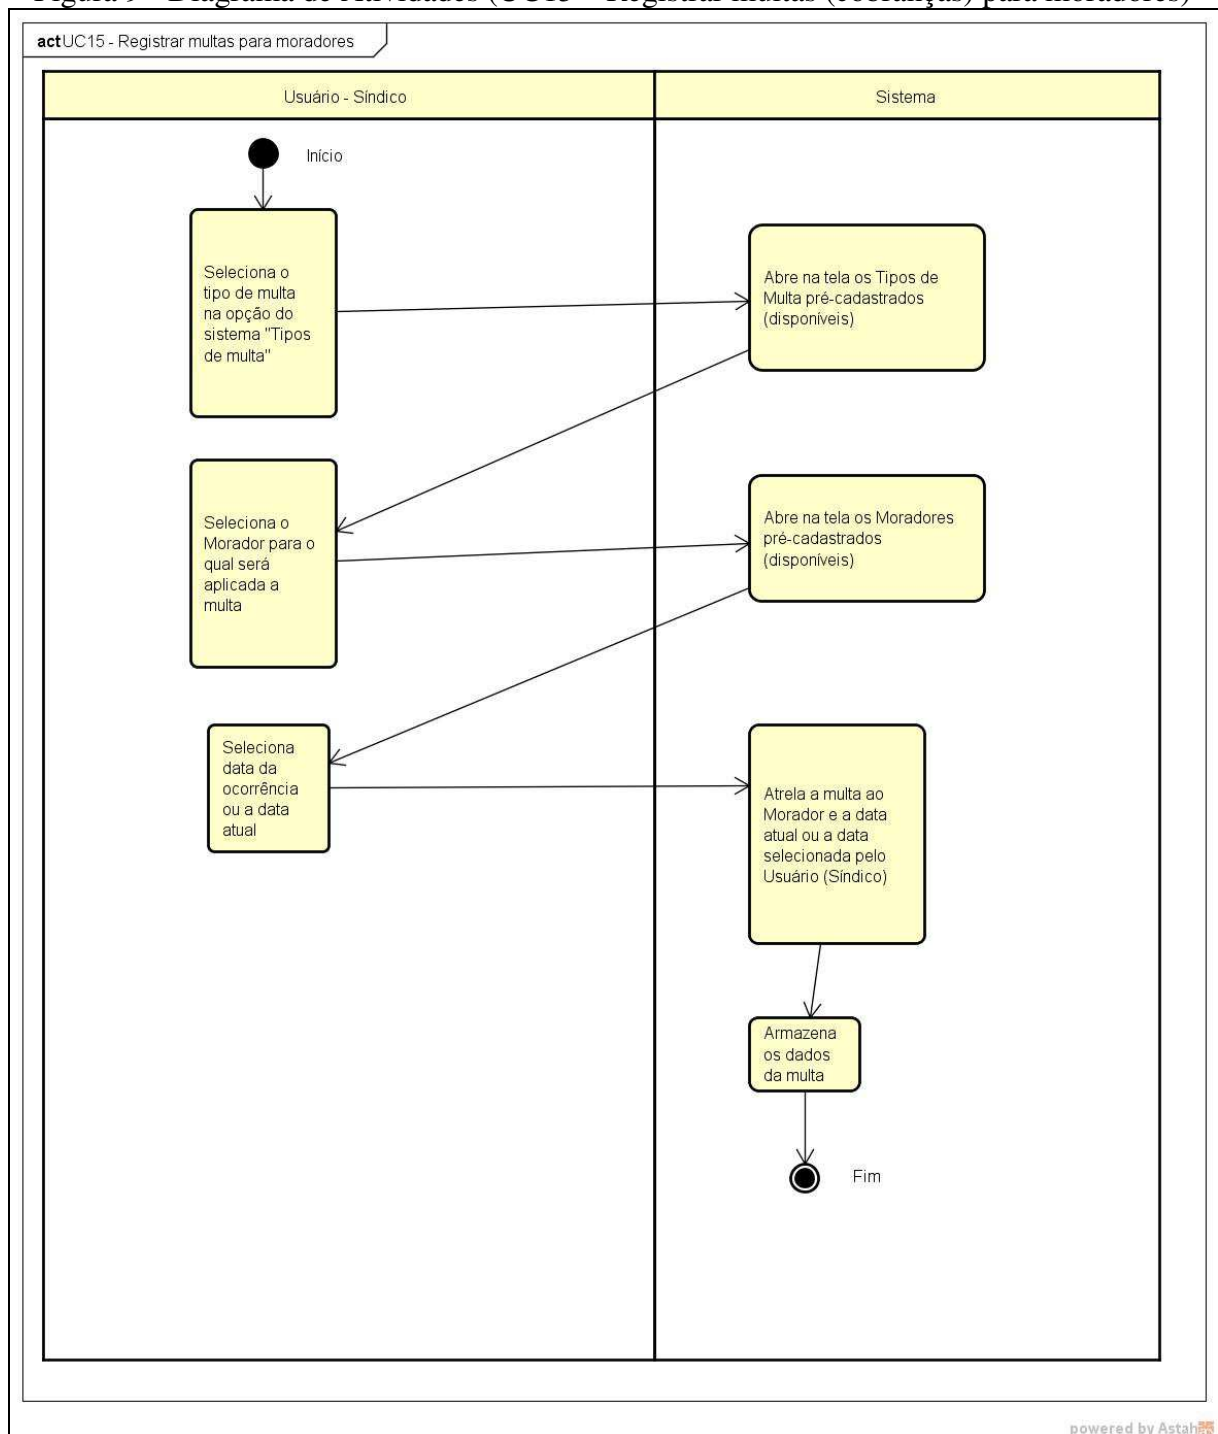 Figura 9 – Diagrama de Atividades (UC15 – Registrar multas (cobranças) para moradores)
act UC15 - Registrar multas para moradores
Usuário - Síndico
Sistema
Início
Seleciona o
tipo de multa
na opção do
sistema "Tipos
de multa"
Abre na tela os Tipos de
Multa pré-cadastrados
(disponíveis)
Seleciona o
Morador para o
qual será
aplicada a
multa
Abre na tela os Moradores
pré-cadastrados
(disponíveis)
Seleciona
data da
ocorrência
ou a data
atual
Atrela a multa ao
Morador e a data
atual ou a data
selecionada pelo
Usuário (Síndico)
Armazena
os dados
da multa
Fim
powered by Astah